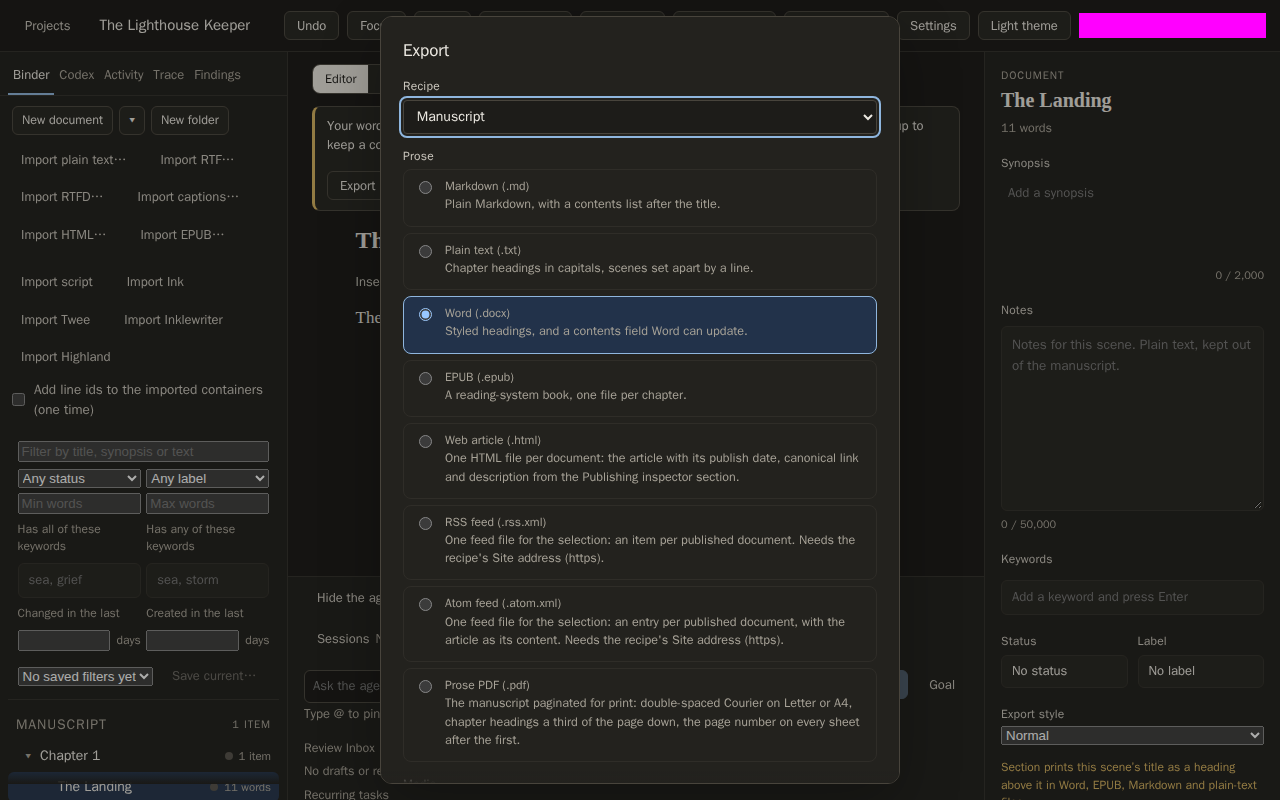 Projects
The Lighthouse Keeper
Undo
Settings
Light theme
Binder
Codex
Activity
Trace
Findings
New document
▾
New folder
Import plain text···
Import RTF···
Import RTFD···
Import captions···
Import HTML···
Import EPUB···
Import script
Import Ink
Import Twee
Import Inklewriter
Import Highland
Add line ids to the imported containers
(one time)
Filter by title, synopsis or text
Any status
Any label
Min words
Max words
Has all of these
keywords
Has any of these
keywords
sea, grief
sea, storm
Changed in the last
Created in the last
days
days
No saved filters yet
Save current···
MANUSCRIPT
1 ITEM
Chapter 1
1 item
The Landing
11 words
Editor
keep a
Export
Hide the
Sessions
Type @ to
Review Inbox
No drafts or
Recurring tasks
Goal
Export
Recipe
Manuscript
Prose
Markdown (.md)
Plain Markdown, with a contents list after the title.
Plain text (.txt)
Chapter headings in capitals, scenes set apart by a line.
Word (.docx)
Styled headings, and a contents field Word can update.
EPUB (.epub)
A reading-system book, one file per chapter.
Web article (.html)
One HTML file per document: the article with its publish date, canonical link
and description from the Publishing inspector section.
RSS feed (.rss.xml)
One feed file for the selection: an item per published document. Needs the
recipe's Site address (https).
Atom feed (.atom.xml)
One feed file for the selection: an entry per published document, with the
article as its content. Needs the recipe's Site address (https).
Prose PDF (.pdf)
The manuscript paginated for print: double-spaced Courier on Letter or A4,
chapter headings a third of the page down, the page number on every sheet
after the first.
DOCUMENT
The Landing
11 words
Synopsis
Add a synopsis
0 / 2,000
Notes
Notes for this scene. Plain text, kept out
of the manuscript.
0 / 50,000
Keywords
Add a keyword and press Enter
Status
Label
No status
No label
Export style
Normal
Section prints this scene's title as a heading
above it in Word, EPUB, Markdown and plain-text